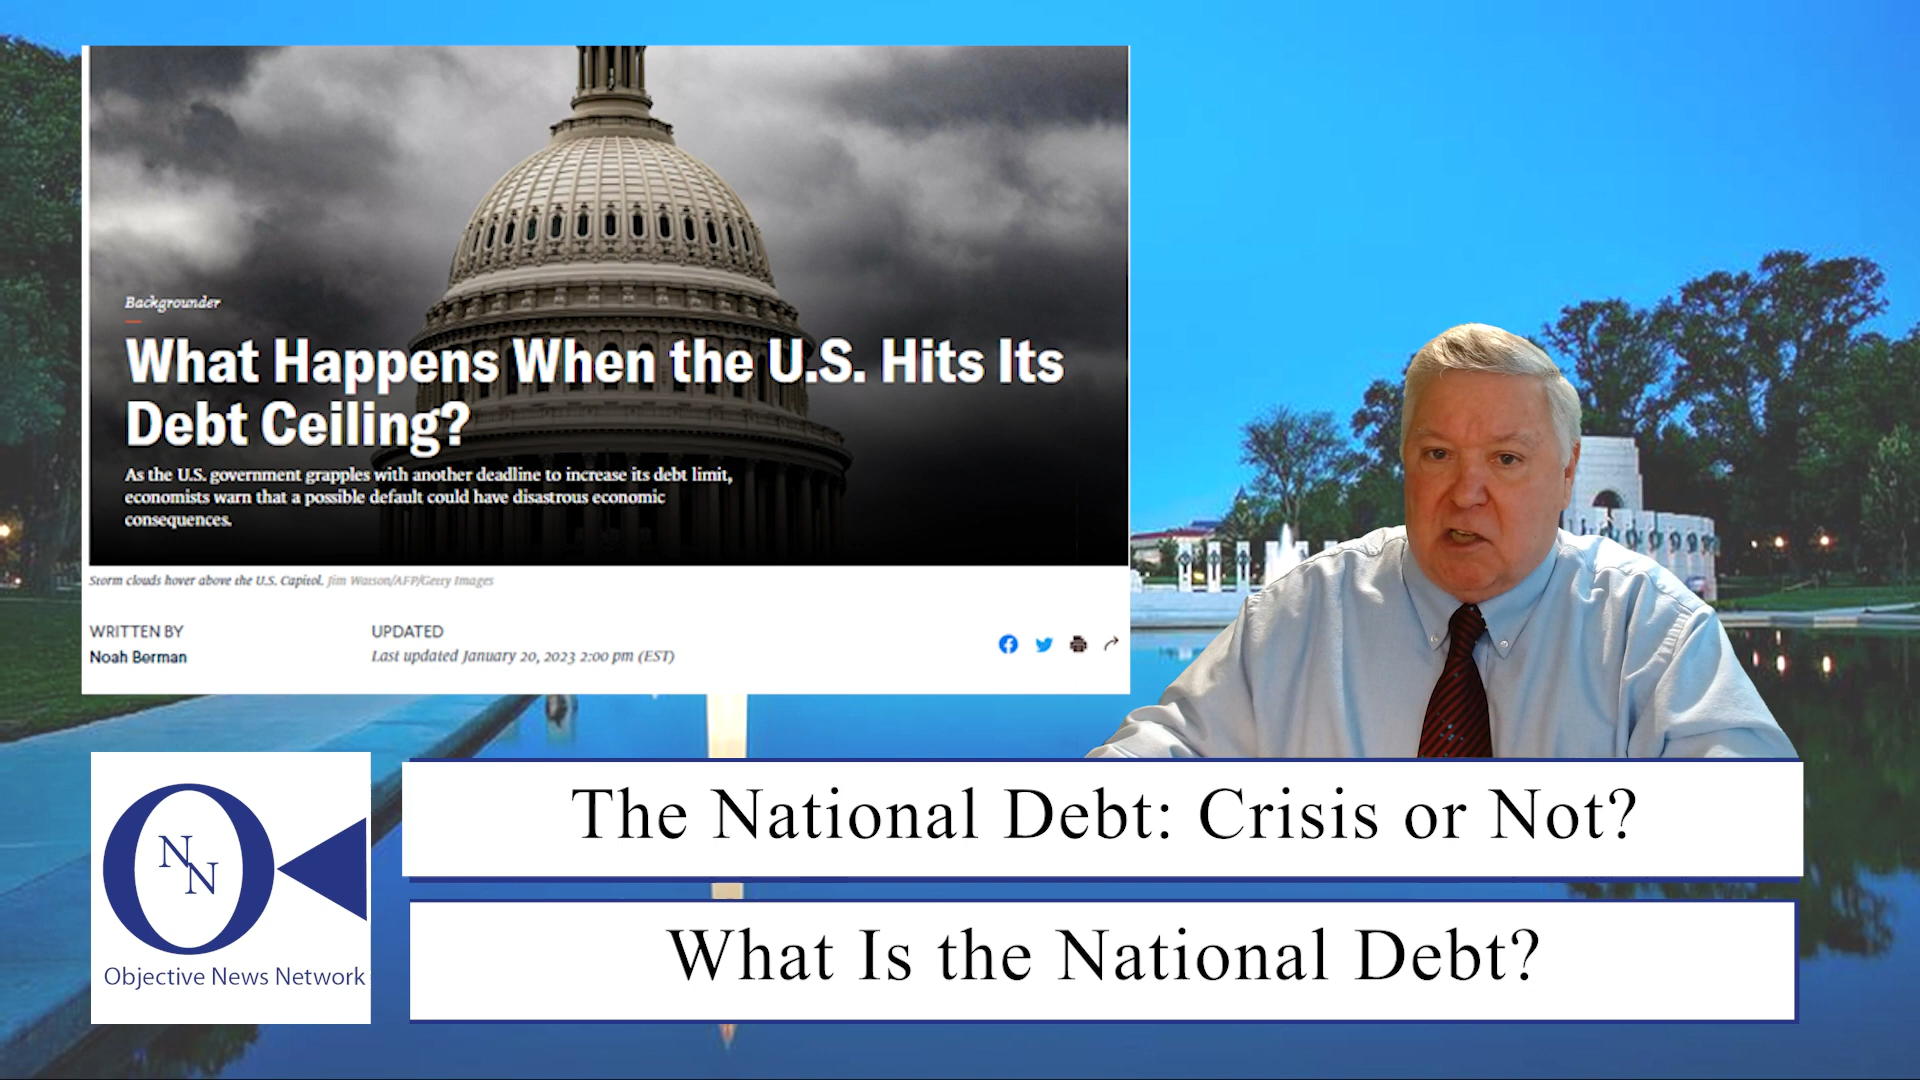 Backgrounder
What Happens When the U.S. Hits Its
Debt Ceiling?
As the U.S. government grapples with another deadline to increase its debt limit,
economists warn that a possible default could have disastrous economic
consequences.
Storm clouds hover above the U.S. Capitol. Jim Watson/AFP/Getty Images
WRITTEN BY
Noah Berman
UPDATED
Last updated January 20, 2023 2:00 pm (EST)
The National Debt: Crisis or Not?
What Is the National Debt?
N
N
Objective News Network